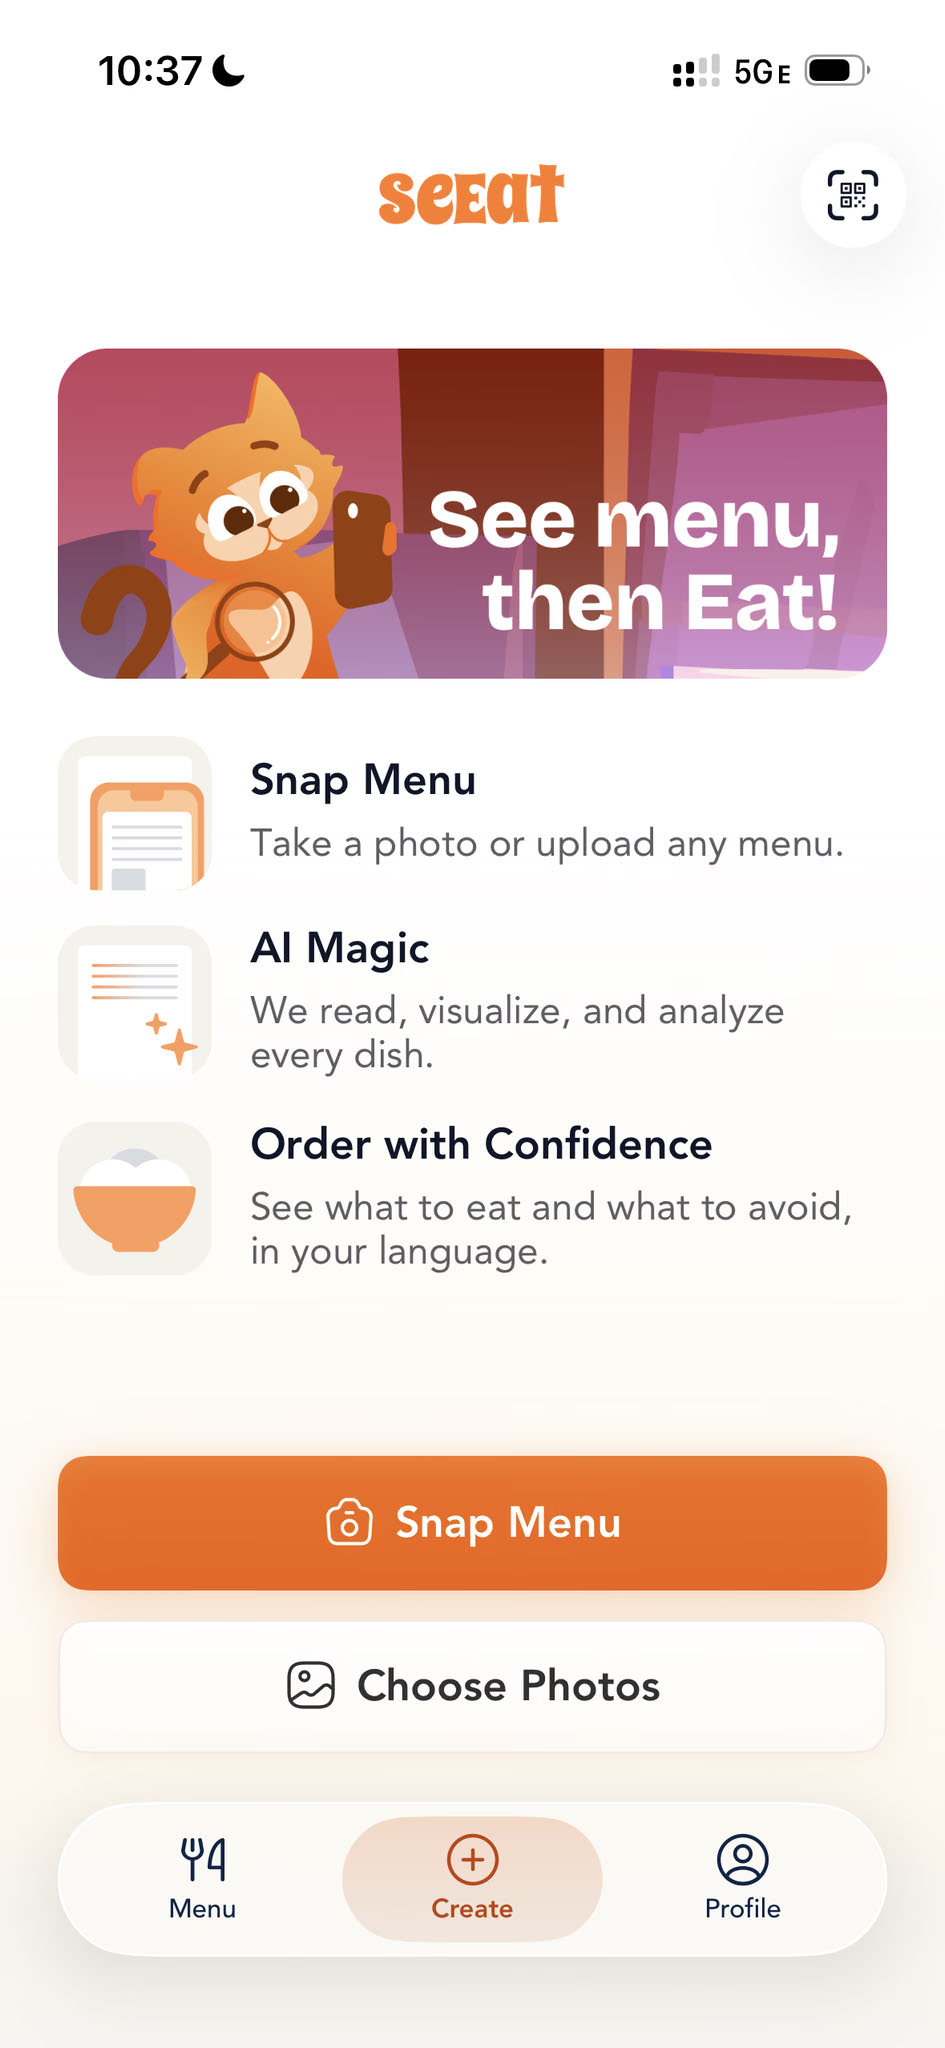 10:37
5GE
seEat
See menu,
then Eat!
Snap Menu
Take a photo or upload any menu.
AI Magic
We read, visualize, and analyze
every dish.
Order with Confidence
See what to eat and what to avoid,
in your language.
Snap Menu
Choose Photos
Menu
Create
Profile